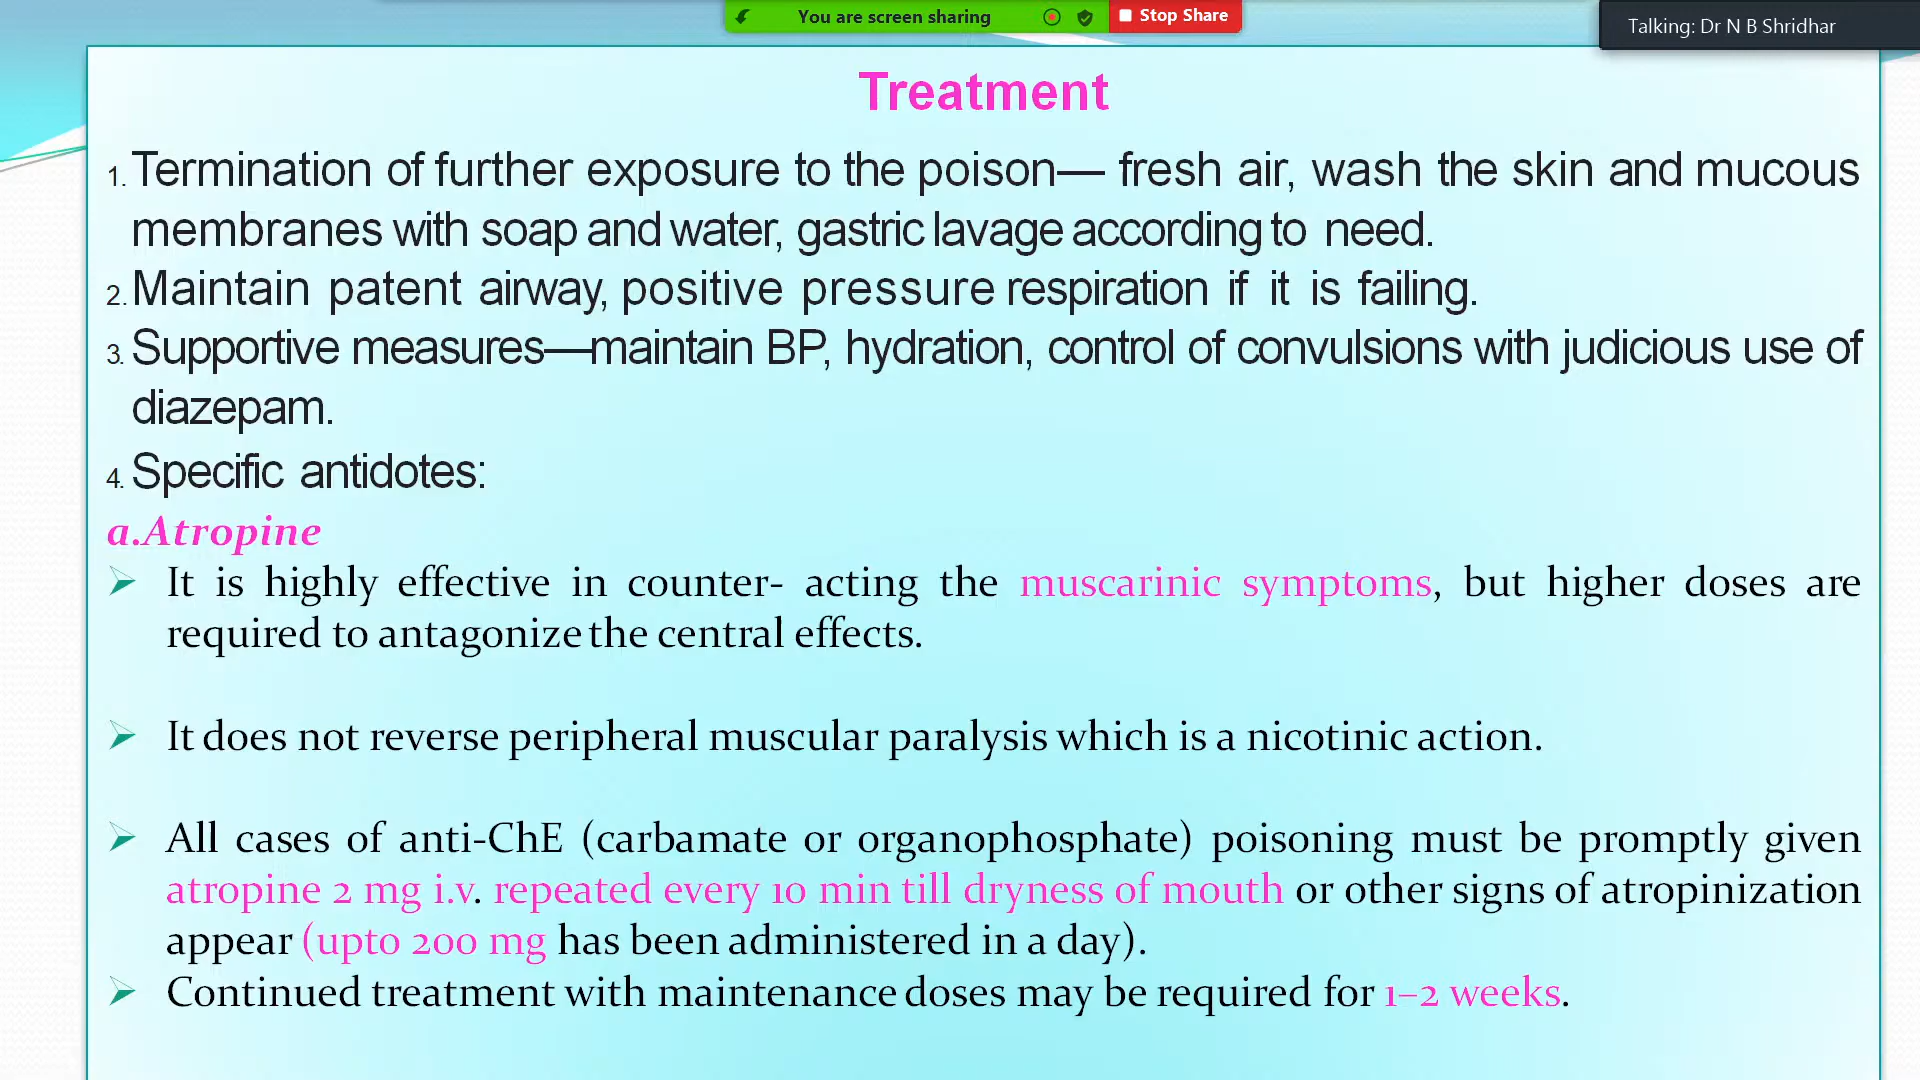 You are screen sharing
Stop Share
Talking: Dr N B Shridhar
Treatment
1. Termination of further exposure to the poison— fresh air, wash the skin and mucous
membranes with soap and water, gastric lavage according to need.
2. Maintain patent airway, positive pressure respiration if it is failing.
3. Supportive measures—maintain BP, hydration, control of convulsions with judicious use of
diazepam.
4. Specific antidotes:
a.Atropine
➢ It is highly effective in counter- acting the muscarinic symptoms, but higher doses are
required to antagonize the central effects.
➢ It does not reverse peripheral muscular paralysis which is a nicotinic action.
➢ All cases of anti-ChE (carbamate or organophosphate) poisoning must be promptly given
atropine 2 mg i.v. repeated every 10 min till dryness of mouth or other signs of atropinization
appear (upto 200 mg has been administered in a day).
➢ Continued treatment with maintenance doses may be required for 1–2 weeks.